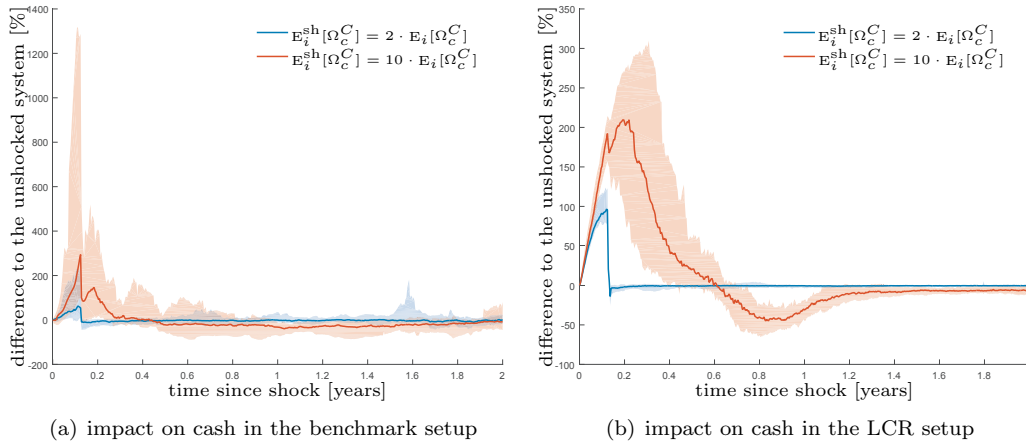 difference to the unshocked system [%]
1400
1200
1000
800
600
400
200
0
-200
E_i^sh[Ω_c^C] = 2 · E_i[Ω_c^C]
E_i^sh[Ω_c^C] = 10 · E_i[Ω_c^C]
0 0.2 0.4 0.6 0.8 1 1.2 1.4 1.6 1.8 2
time since shock [years]
(a) impact on cash in the benchmark setup
difference to the unshocked system [%]
350
300
250
200
150
100
50
0
-50
-100
E_i^sh[Ω_c^C] = 2 · E_i[Ω_c^C]
E_i^sh[Ω_c^C] = 10 · E_i[Ω_c^C]
0 0.2 0.4 0.6 0.8 1 1.2 1.4 1.6 1.8
time since shock [years]
(b) impact on cash in the LCR setup